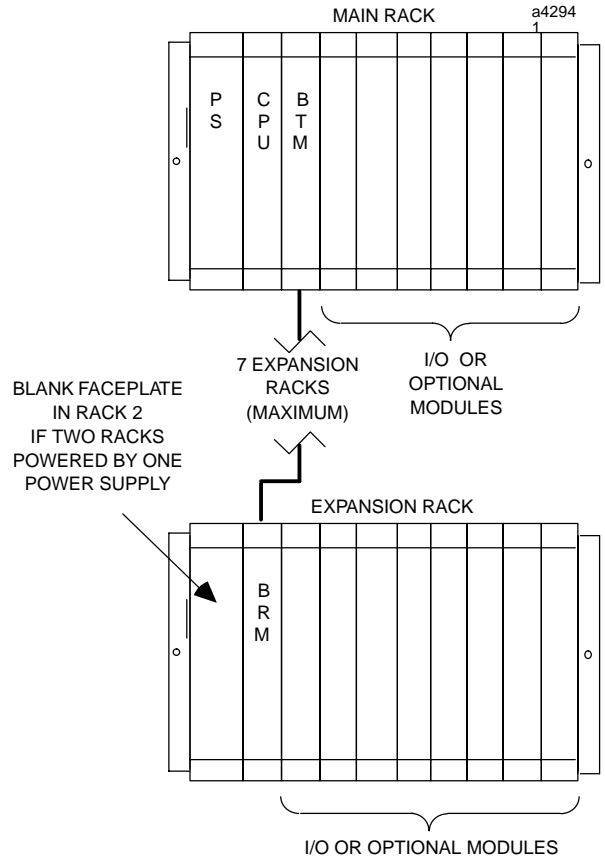 MAIN RACK
a4294
1
P
S
C
P
U
B
T
M
7 EXPANSION
RACKS
(MAXIMUM)
I/O OR
OPTIONAL
MODULES
BLANK FACEPLATE
IN RACK 2
IF TWO RACKS
POWERED BY ONE
POWER SUPPLY
EXPANSION RACK
B
R
M
I/O OR OPTIONAL MODULES